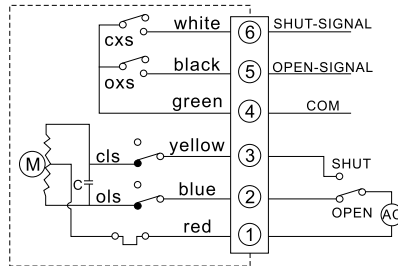 white 6 SHUT-SIGNAL
cxs
black 5 OPEN-SIGNAL
oxs
green 4 COM
yellow 3
cls SHUT
M
C
ols blue 2
OPEN AC
red 1